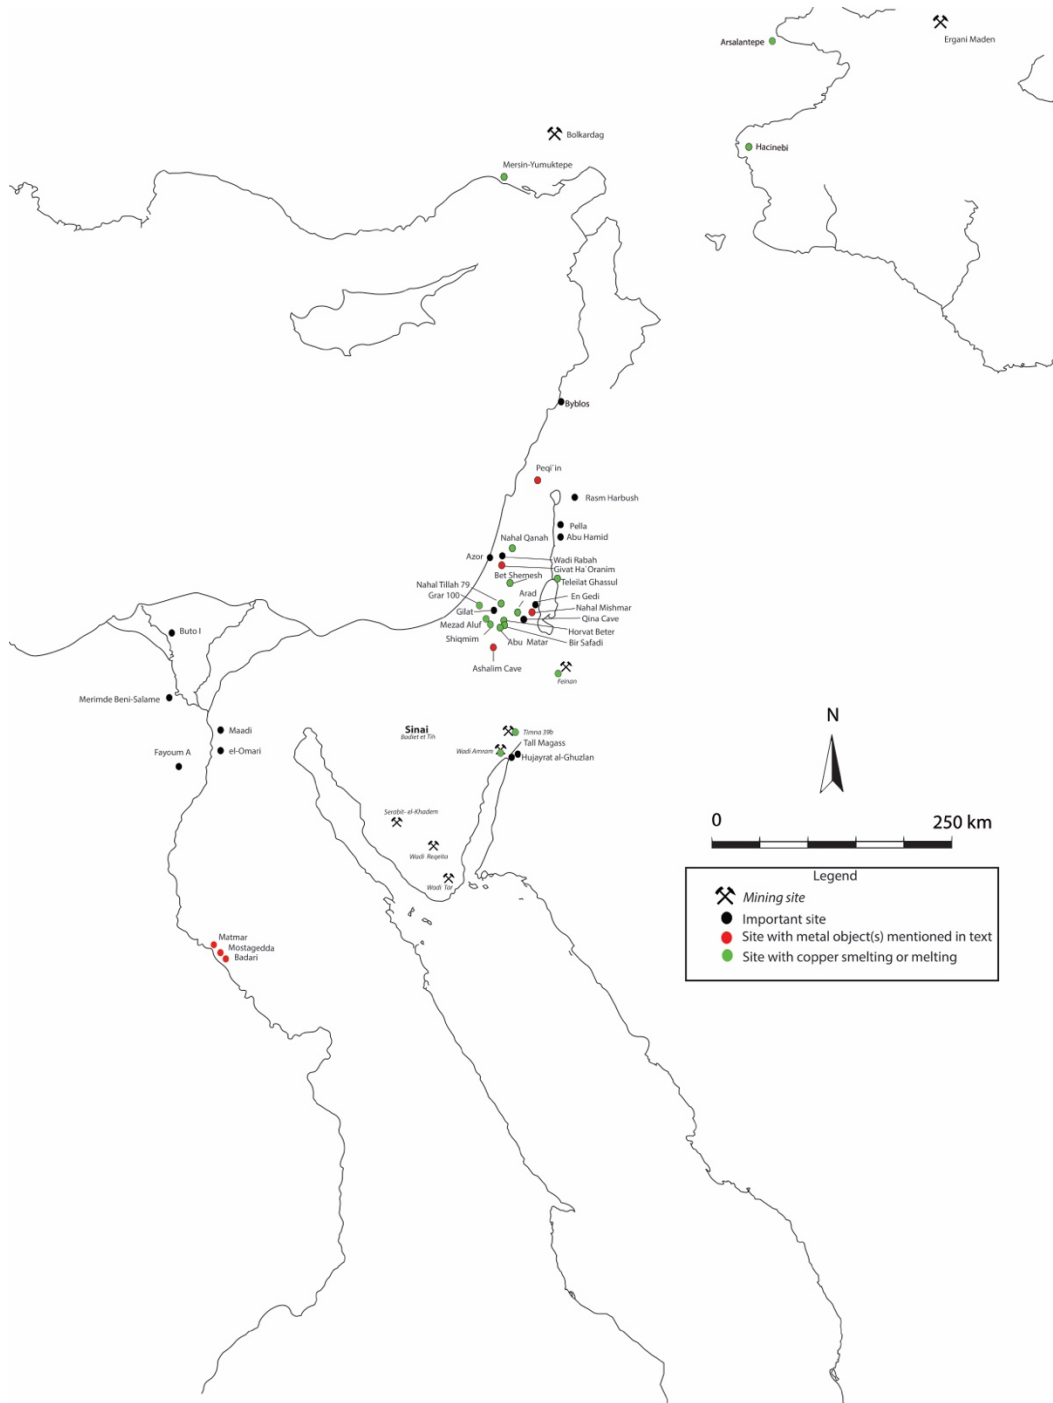 Arsalantepe
Ergani Maden
Bolkardag
Hacinebi
Mersin-Yumuktepe
Byblos
Peqi`in
Rasm Harbush
Pella
Abu Hamid
Nahal Qanah
Azor
Wadi Rabah
Givat Ha`Oranim
Bet Shemesh
Teleilat Ghassul
Nahal Tillah 79
Arad
En Gedi
Grar 100
Nahal Mishmar
Gilat
Qina Cave
Mezad Aluf
Horvat Beter
Shiqmim
Abu Matar
Bir Safadi
Ashalim Cave
Feinan
Buto I
Merimde Beni-Salame
Maadi
el-Omari
Fayoum A
Sinai
Badiet et Tih
Timna 39b
Wadi Amram
Tall Magass
Hujayrat al-Ghuzlan
Serabit- el-Khadem
Wadi Reqeita
Wadi Tar
Matmar
Mostagedda
Badari
N
0 250 km
Legend
Mining site
Important site
Site with metal object(s) mentioned in text
Site with copper smelting or melting